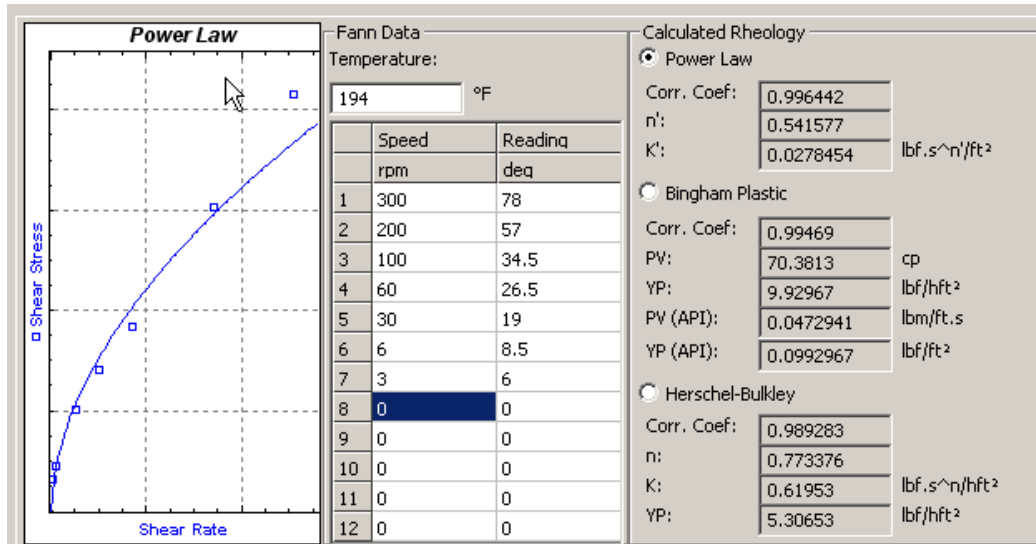 Power Law
Shear Stress
Shear Rate
Fann Data
Temperature:
194 °F
Speed Reading
rpm deg
1 300 78
2 200 57
3 100 34.5
4 60 26.5
5 30 19
6 6 8.5
7 3 6
8 0 0
9 0 0
10 0 0
11 0 0
12 0 0
Calculated Rheology
Power Law
Corr. Coef: 0.996442
n': 0.541577
K': 0.0278454 lbf.s^n'/ft²
Bingham Plastic
Corr. Coef: 0.99469
PV: 70.3813 cp
YP: 9.92967 lbf/hft²
PV (API): 0.0472941 lbm/ft.s
YP (API): 0.0992967 lbf/ft²
Herschel-Bulkley
Corr. Coef: 0.989283
n: 0.773376
K: 0.61953 lbf.s^n/hft²
YP: 5.30653 lbf/hft²